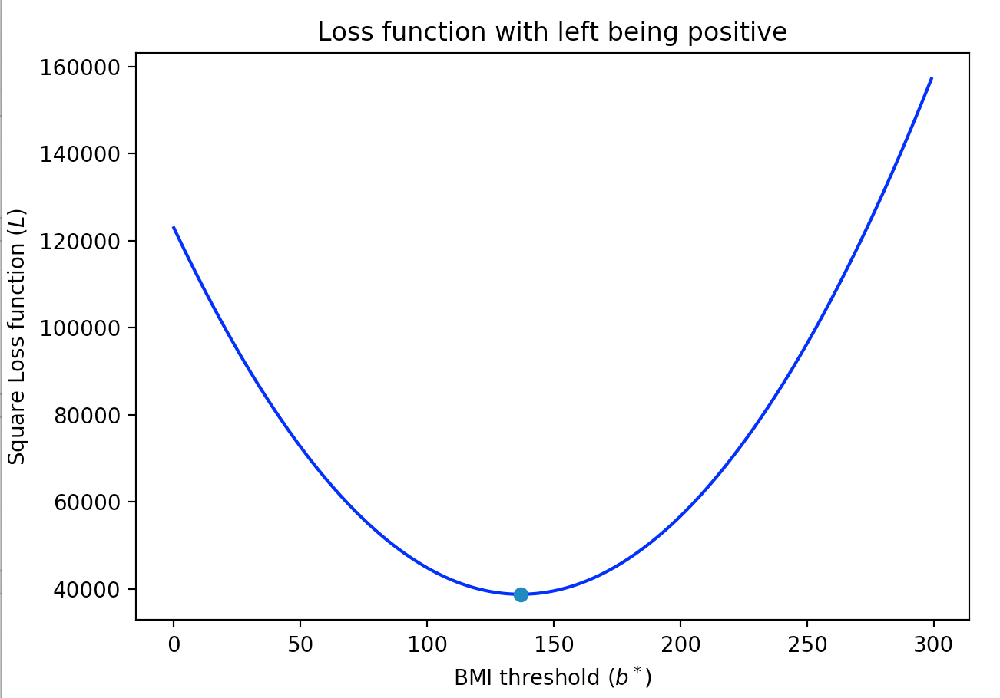 Loss function with left being positive
160000
140000
120000
100000
80000
60000
40000
Square Loss function (L)
0 50 100 150 200 250 300
BMI threshold (b*)